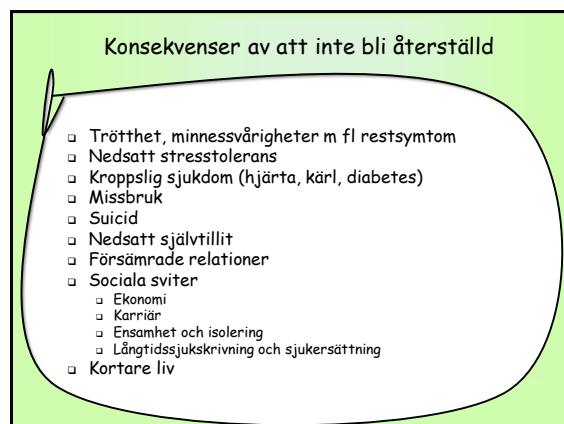 Konsekvenser av att inte bli återställd
Trötthet, minnessvårigheter m fl restsymtom
Nedsatt stresstolerans
Kroppslig sjukdom (hjärta, kärl, diabetes)
Missbruk
Suicid
Nedsatt självtillit
Försämrade relationer
Sociala sviter
Ekonomi
Karriär
Ensamhet och isolering
Långtidssjukskrivning och sjukersättning
Kortare liv